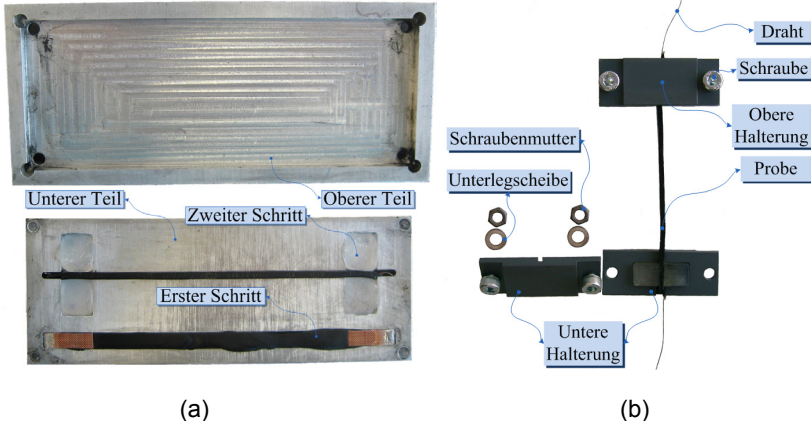 Unterer Teil
Oberer Teil
Zweiter Schritt
Erster Schritt
(a)
Draht
Schraube
Obere
Halterung
Schraubenmutter
Probe
Unterlegscheibe
Untere
Halterung
(b)